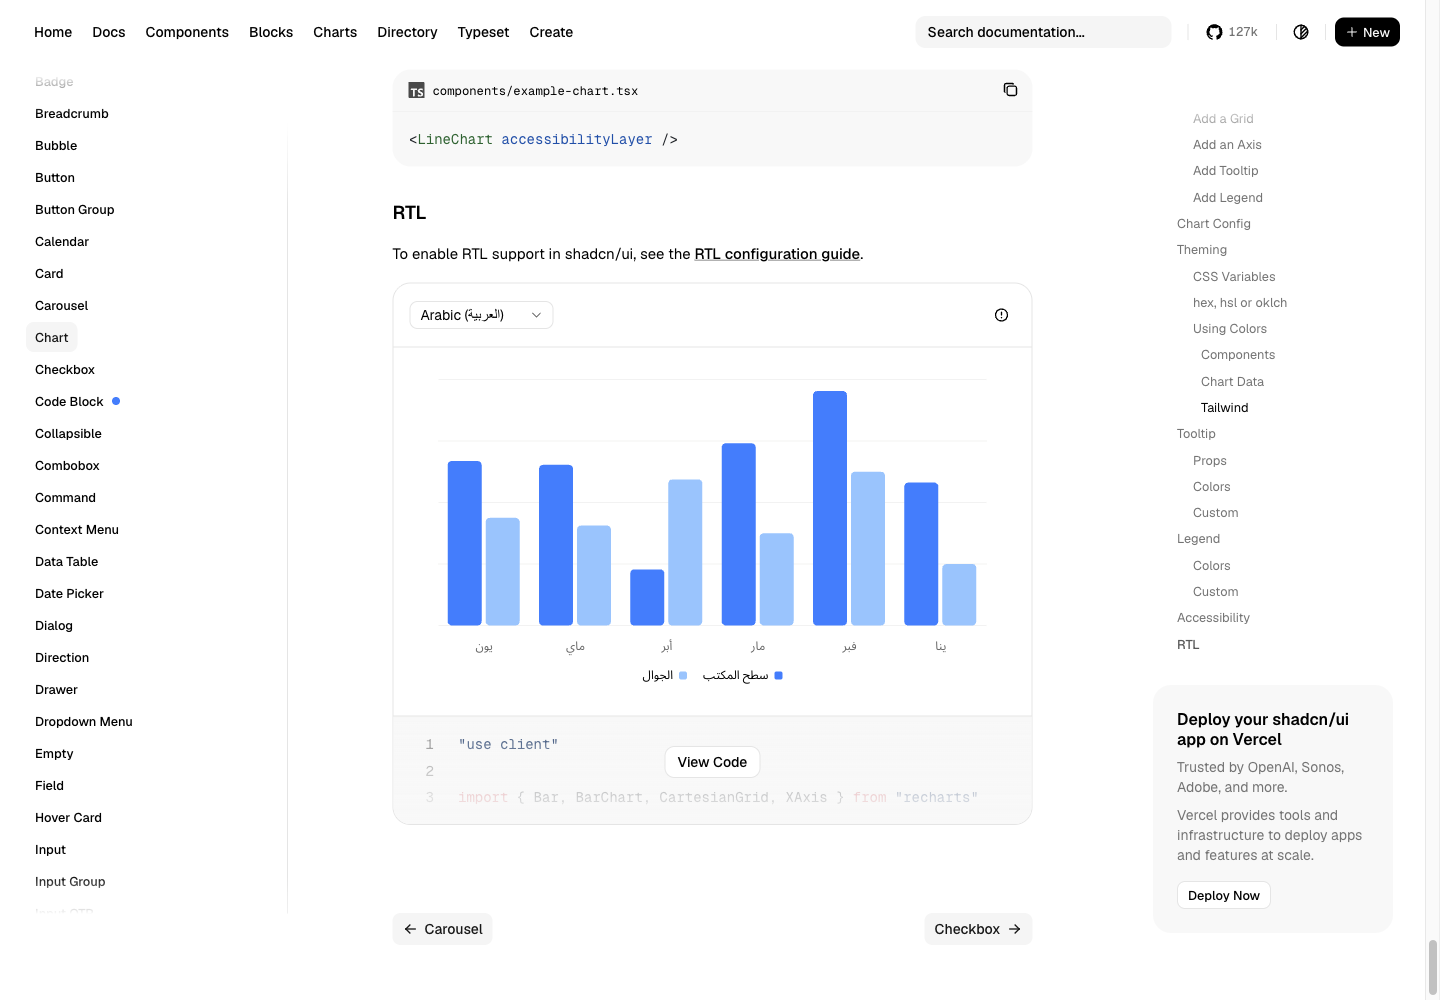 Home Docs Components Blocks Charts Directory Typeset Create
Search documentation...
127k
New
Badge
Breadcrumb
Bubble
Button
Button Group
Calendar
Card
Carousel
Chart
Checkbox
Code Block
Collapsible
Combobox
Command
Context Menu
Data Table
Date Picker
Dialog
Direction
Drawer
Dropdown Menu
Empty
Field
Hover Card
Input
Input Group
Input OTP
TS components/example-chart.tsx
<LineChart accessibilityLayer />
RTL
To enable RTL support in shadcn/ui, see the RTL configuration guide.
Arabic (العربية)
ينا
فبر
مار
أبر
ماي
يون
سطح المكتب
الجوال
1 "use client"
2
3 import { Bar, BarChart, CartesianGrid, XAxis } from "recharts"
View Code
Carousel
Checkbox
Add a Grid
Add an Axis
Add Tooltip
Add Legend
Chart Config
Theming
CSS Variables
hex, hsl or oklch
Using Colors
Components
Chart Data
Tailwind
Tooltip
Props
Colors
Custom
Legend
Colors
Custom
Accessibility
RTL
Deploy your shadcn/ui
app on Vercel
Trusted by OpenAI, Sonos,
Adobe, and more.
Vercel provides tools and
infrastructure to deploy apps
and features at scale.
Deploy Now